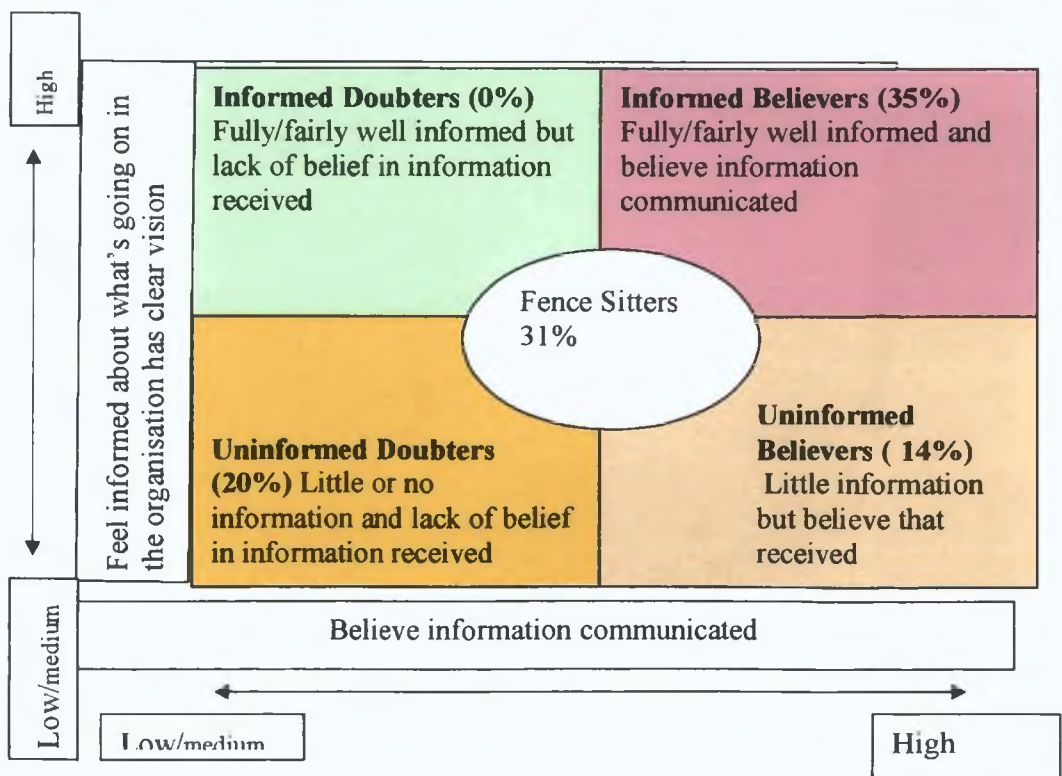 High
Feel informed about what's going on in
the organisation has clear vision
Informed Doubters (0%)
Fully/fairly well informed but
lack of belief in information
received
Informed Believers (35%)
Fully/fairly well informed and
believe information
communicated
Fence Sitters
31%
Uninformed Doubters
(20%) Little or no
information and lack of belief
in information received
Uninformed
Believers ( 14%)
Little information
but believe that
received
Low/medium
Believe information communicated
Low/medium
High